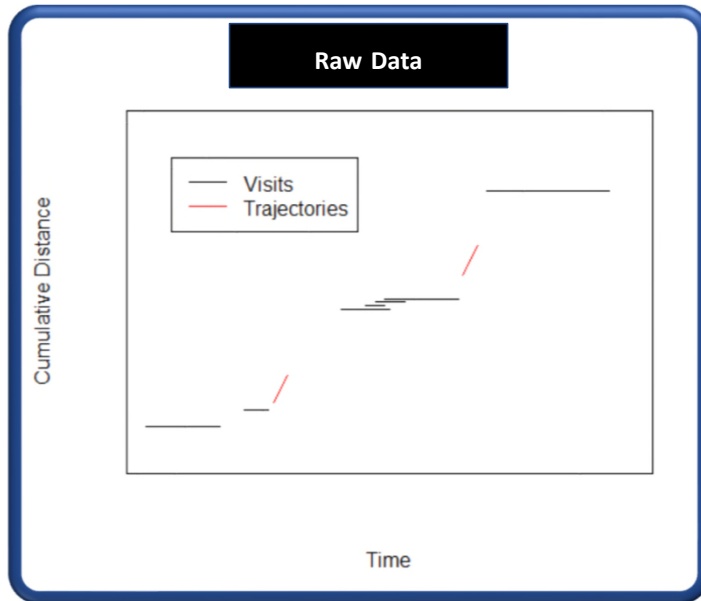 Raw Data
Visits
Trajectories
Cumulative Distance
Time